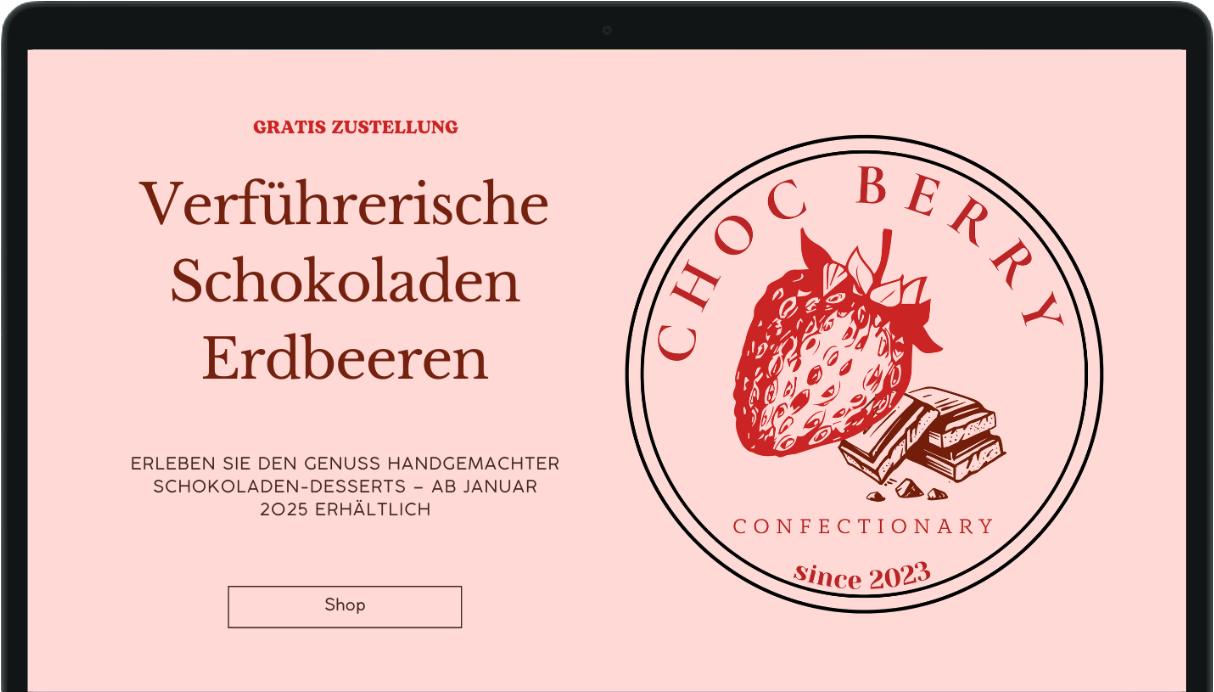 GRATIS ZUSTELLUNG
Verführerische
Schokoladen
Erdbeeren
ERLEBEN SIE DEN GENUSS HANDGEMACHTER
SCHOKOLADEN-DESSERTS – AB JANUAR
2025 ERHÄLTLICH
Shop
CHOC BERRY
CONFECTIONARY
since 2023